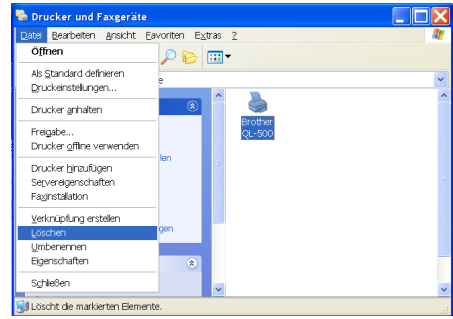 Drucker und Faxgeräte
Datei Bearbeiten Ansicht Favoriten Extras ?
Öffnen
Als Standard definieren
Druckeinstellungen...
Drucker anhalten
Freigabe...
Drucker offline verwenden
Drucker hinzufügen
Servereigenschaften
Faxinstallation
Verknüpfung erstellen
Löschen
Umbenennen
Eigenschaften
Schließen
Brother
QL-500
Löscht die markierten Elemente.